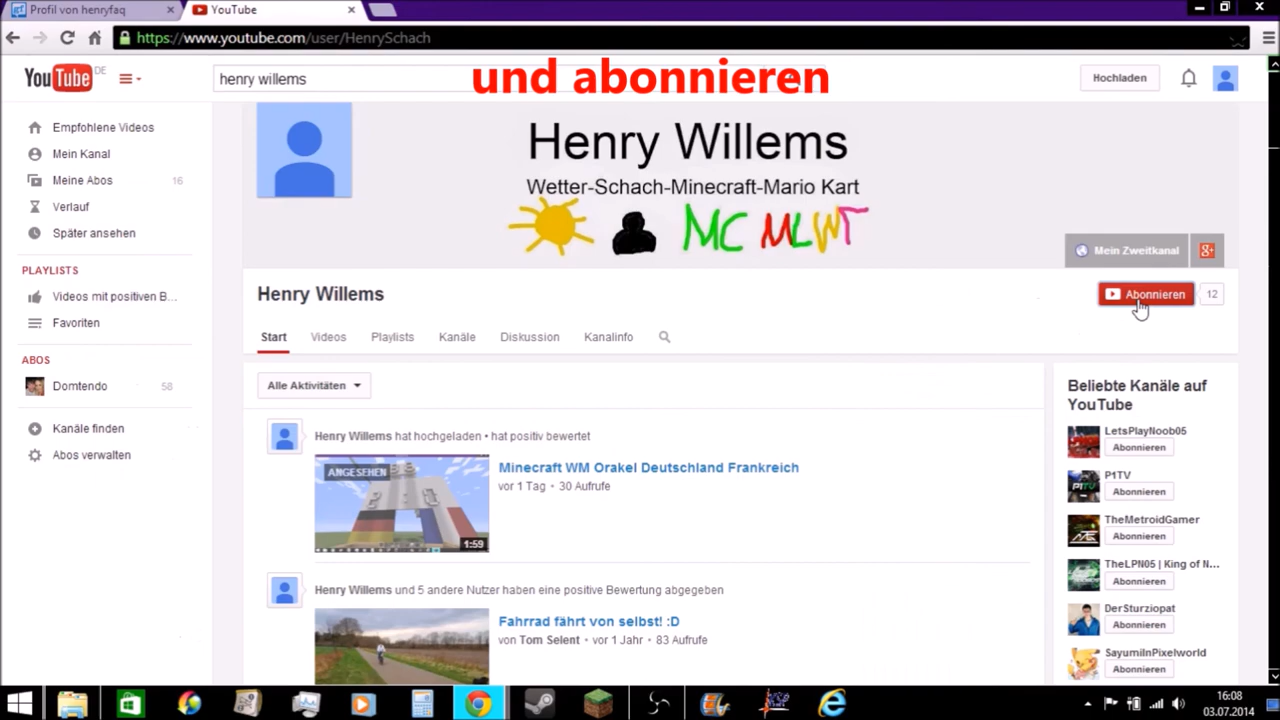 Profil von henryfaq
YouTube
https://www.youtube.com/user/HenrySchach
YouTube DE
henry willems
und abonnieren
Hochladen
Empfohlene Videos
Mein Kanal
Meine Abos 16
Verlauf
Später ansehen
PLAYLISTS
Videos mit positiven B...
Favoriten
ABOS
Domtendo 58
Kanäle finden
Abos verwalten
Henry Willems
Wetter-Schach-Minecraft-Mario Kart
MC MLWT
Mein Zweitkanal
Henry Willems
Abonnieren 12
Start Videos Playlists Kanäle Diskussion Kanalinfo
Alle Aktivitäten
Henry Willems hat hochgeladen • hat positiv bewertet
ANGESEHEN
1:59
Minecraft WM Orakel Deutschland Frankreich
vor 1 Tag • 30 Aufrufe
Henry Willems und 5 andere Nutzer haben eine positive Bewertung abgegeben
Fahrrad fährt von selbst! :D
von Tom Selent • vor 1 Jahr • 83 Aufrufe
Beliebte Kanäle auf
YouTube
LetsPlayNoob05
Abonnieren
P1TV
Abonnieren
TheMetroidGamer
Abonnieren
TheLPN05 | King of N...
Abonnieren
DerSturziopat
Abonnieren
SayumiInPixelworld
Abonnieren
16:08
03.07.2014